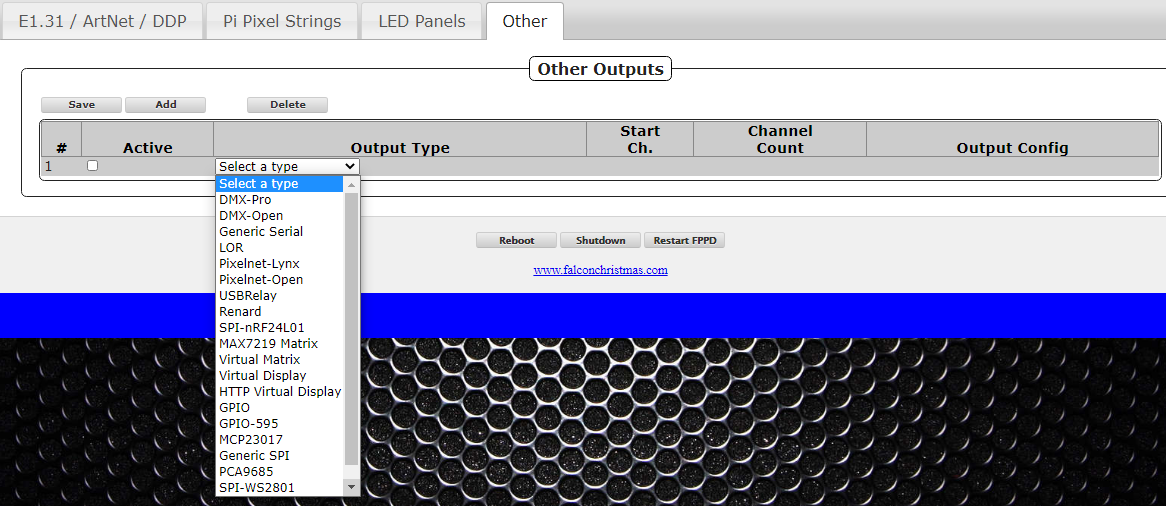 E1.31 / ArtNet / DDP
Pi Pixel Strings
LED Panels
Other
Other Outputs
Save
Add
Delete
#
Active
Output Type
Start
Ch.
Channel
Count
Output Config
1
Select a type
Select a type
DMX-Pro
DMX-Open
Generic Serial
LOR
Pixelnet-Lynx
Pixelnet-Open
USBRelay
Renard
SPI-nRF24L01
MAX7219 Matrix
Virtual Matrix
Virtual Display
HTTP Virtual Display
GPIO
GPIO-595
MCP23017
Generic SPI
PCA9685
SPI-WS2801
Reboot
Shutdown
Restart FPPD
www.falconchristmas.com